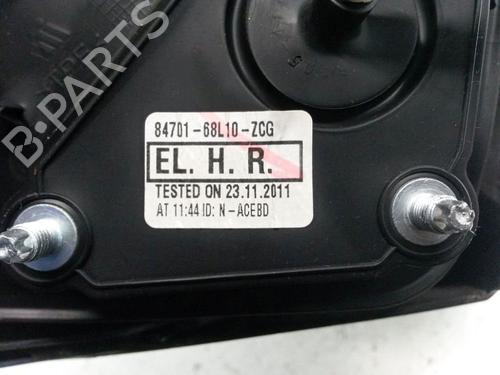 B-PARTS
84701-68L10-ZCG
EL. H. R.
TESTED ON 23.11.2011
AT 11:44 ID: N-ACEBD